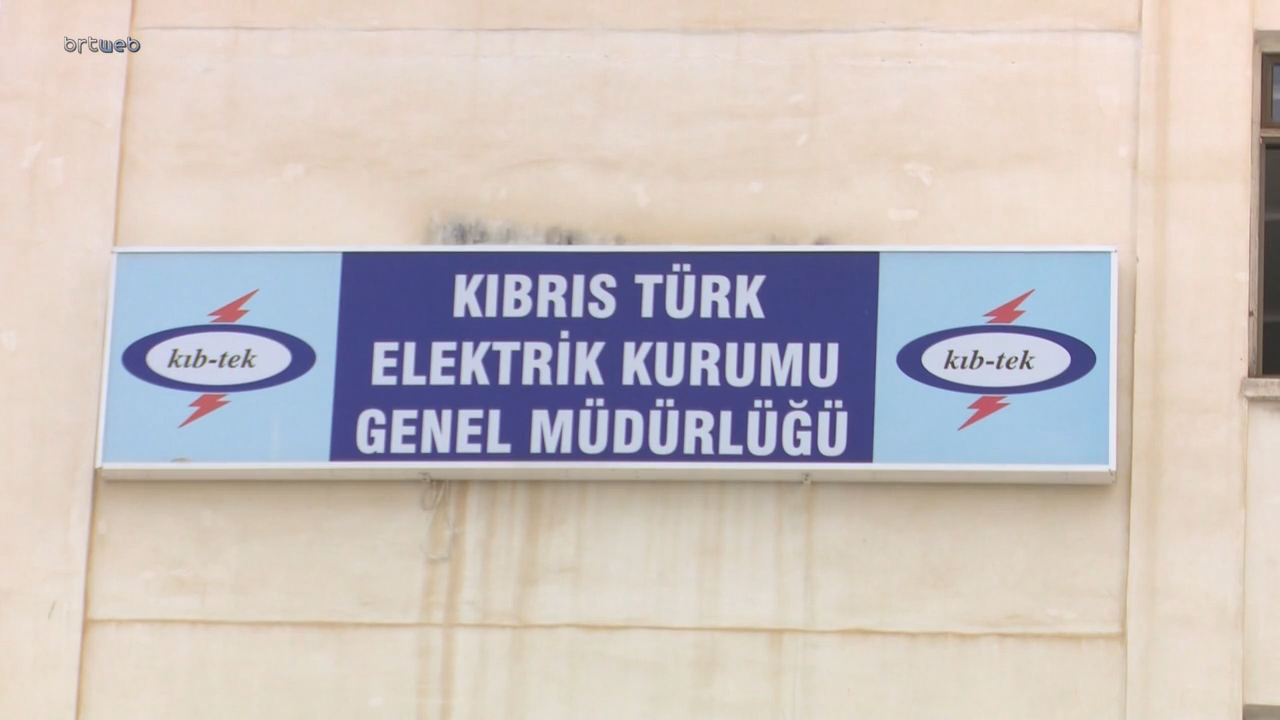 brtweb
KIBRIS TÜRK
ELEKTRİK KURUMU
GENEL MÜDÜRLÜĞÜ
kıb-tek
kıb-tek